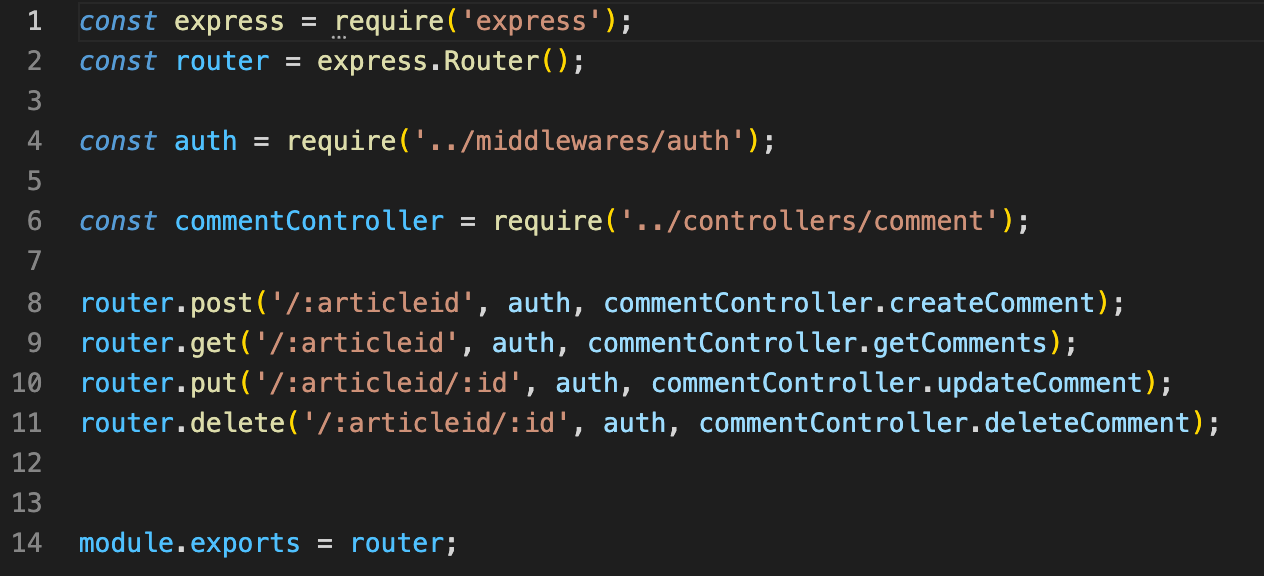 1 const express = require('express');
2 const router = express.Router();
3
4 const auth = require('../middlewares/auth');
5
6 const commentController = require('../controllers/comment');
7
8 router.post('/:articleid', auth, commentController.createComment);
9 router.get('/:articleid', auth, commentController.getComments);
10 router.put('/:articleid/:id', auth, commentController.updateComment);
11 router.delete('/:articleid/:id', auth, commentController.deleteComment);
12
13
14 module.exports = router;